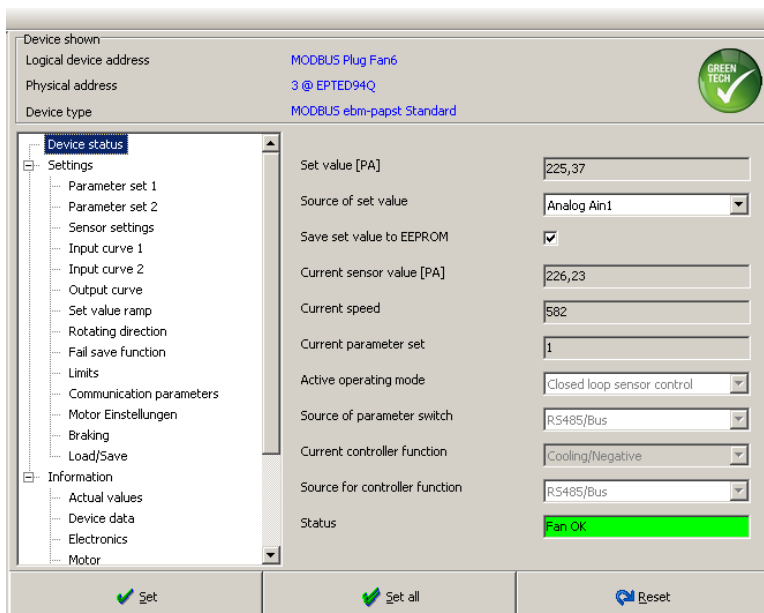 Device shown
Logical device address MODBUS Plug Fan6
Physical address 3 @ EPTED94Q
Device type MODBUS ebm-papst Standard
GREEN
TECH
Device status
Settings
Parameter set 1
Parameter set 2
Sensor settings
Input curve 1
Input curve 2
Output curve
Set value ramp
Rotating direction
Fail save function
Limits
Communication parameters
Motor Einstellungen
Braking
Load/Save
Information
Actual values
Device data
Electronics
Motor
Set value [PA] 225,37
Source of set value Analog Ain1
Save set value to EEPROM
Current sensor value [PA] 226,23
Current speed 582
Current parameter set 1
Active operating mode Closed loop sensor control
Source of parameter switch RS485/Bus
Current controller function Cooling/Negative
Source for controller function RS485/Bus
Status Fan OK
Set Set all Reset